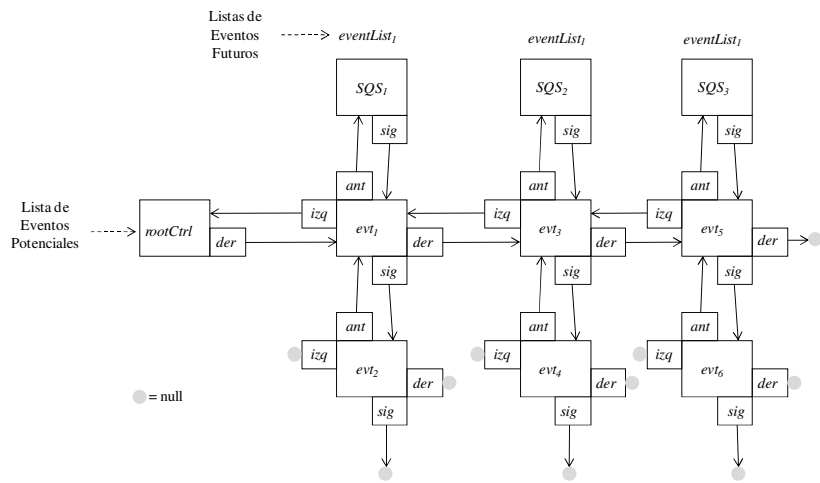 Listas de
Eventos
Futuros
eventList1
eventList1
eventList1
SQS1
SQS2
SQS3
sig
sig
sig
ant
ant
ant
Lista de
Eventos
Potenciales
rootCtrl
der
izq
evt1
der
izq
evt3
der
izq
evt5
der
sig
sig
sig
ant
ant
ant
izq
evt2
der
izq
evt4
der
izq
evt6
der
= null
sig
sig
sig